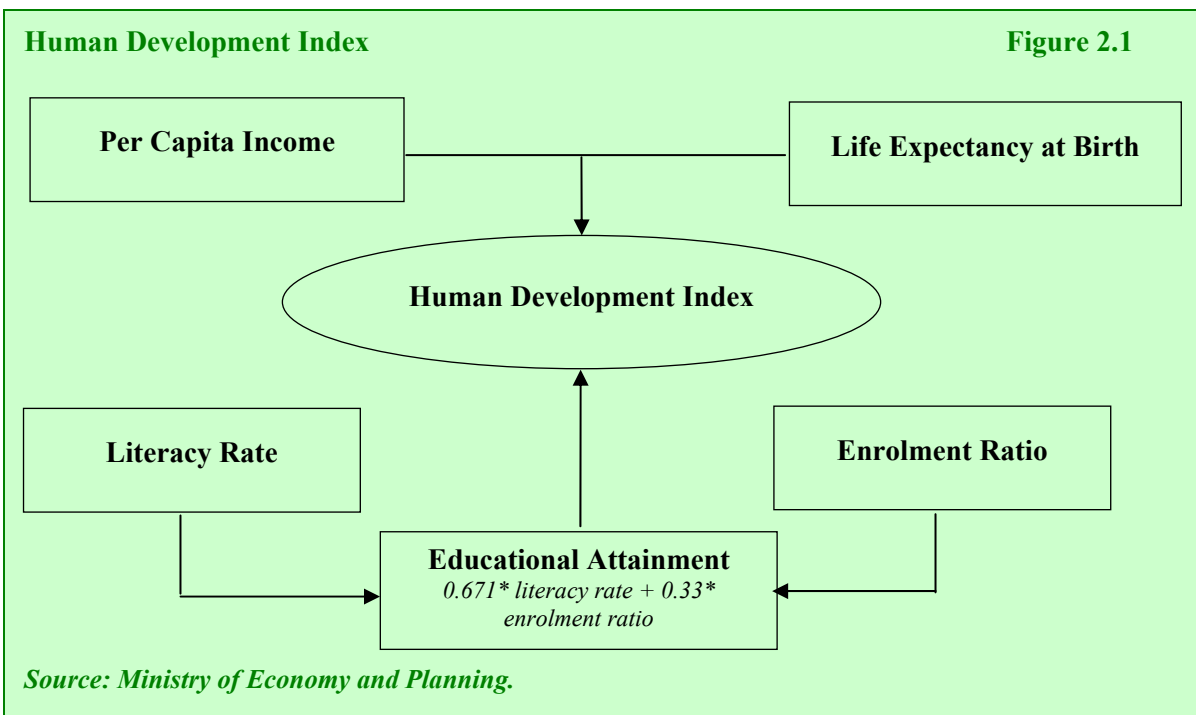 Human Development Index Figure 2.1
Per Capita Income
Life Expectancy at Birth
Human Development Index
Literacy Rate
Enrolment Ratio
Educational Attainment
0.671* literacy rate + 0.33*
enrolment ratio
Source: Ministry of Economy and Planning.